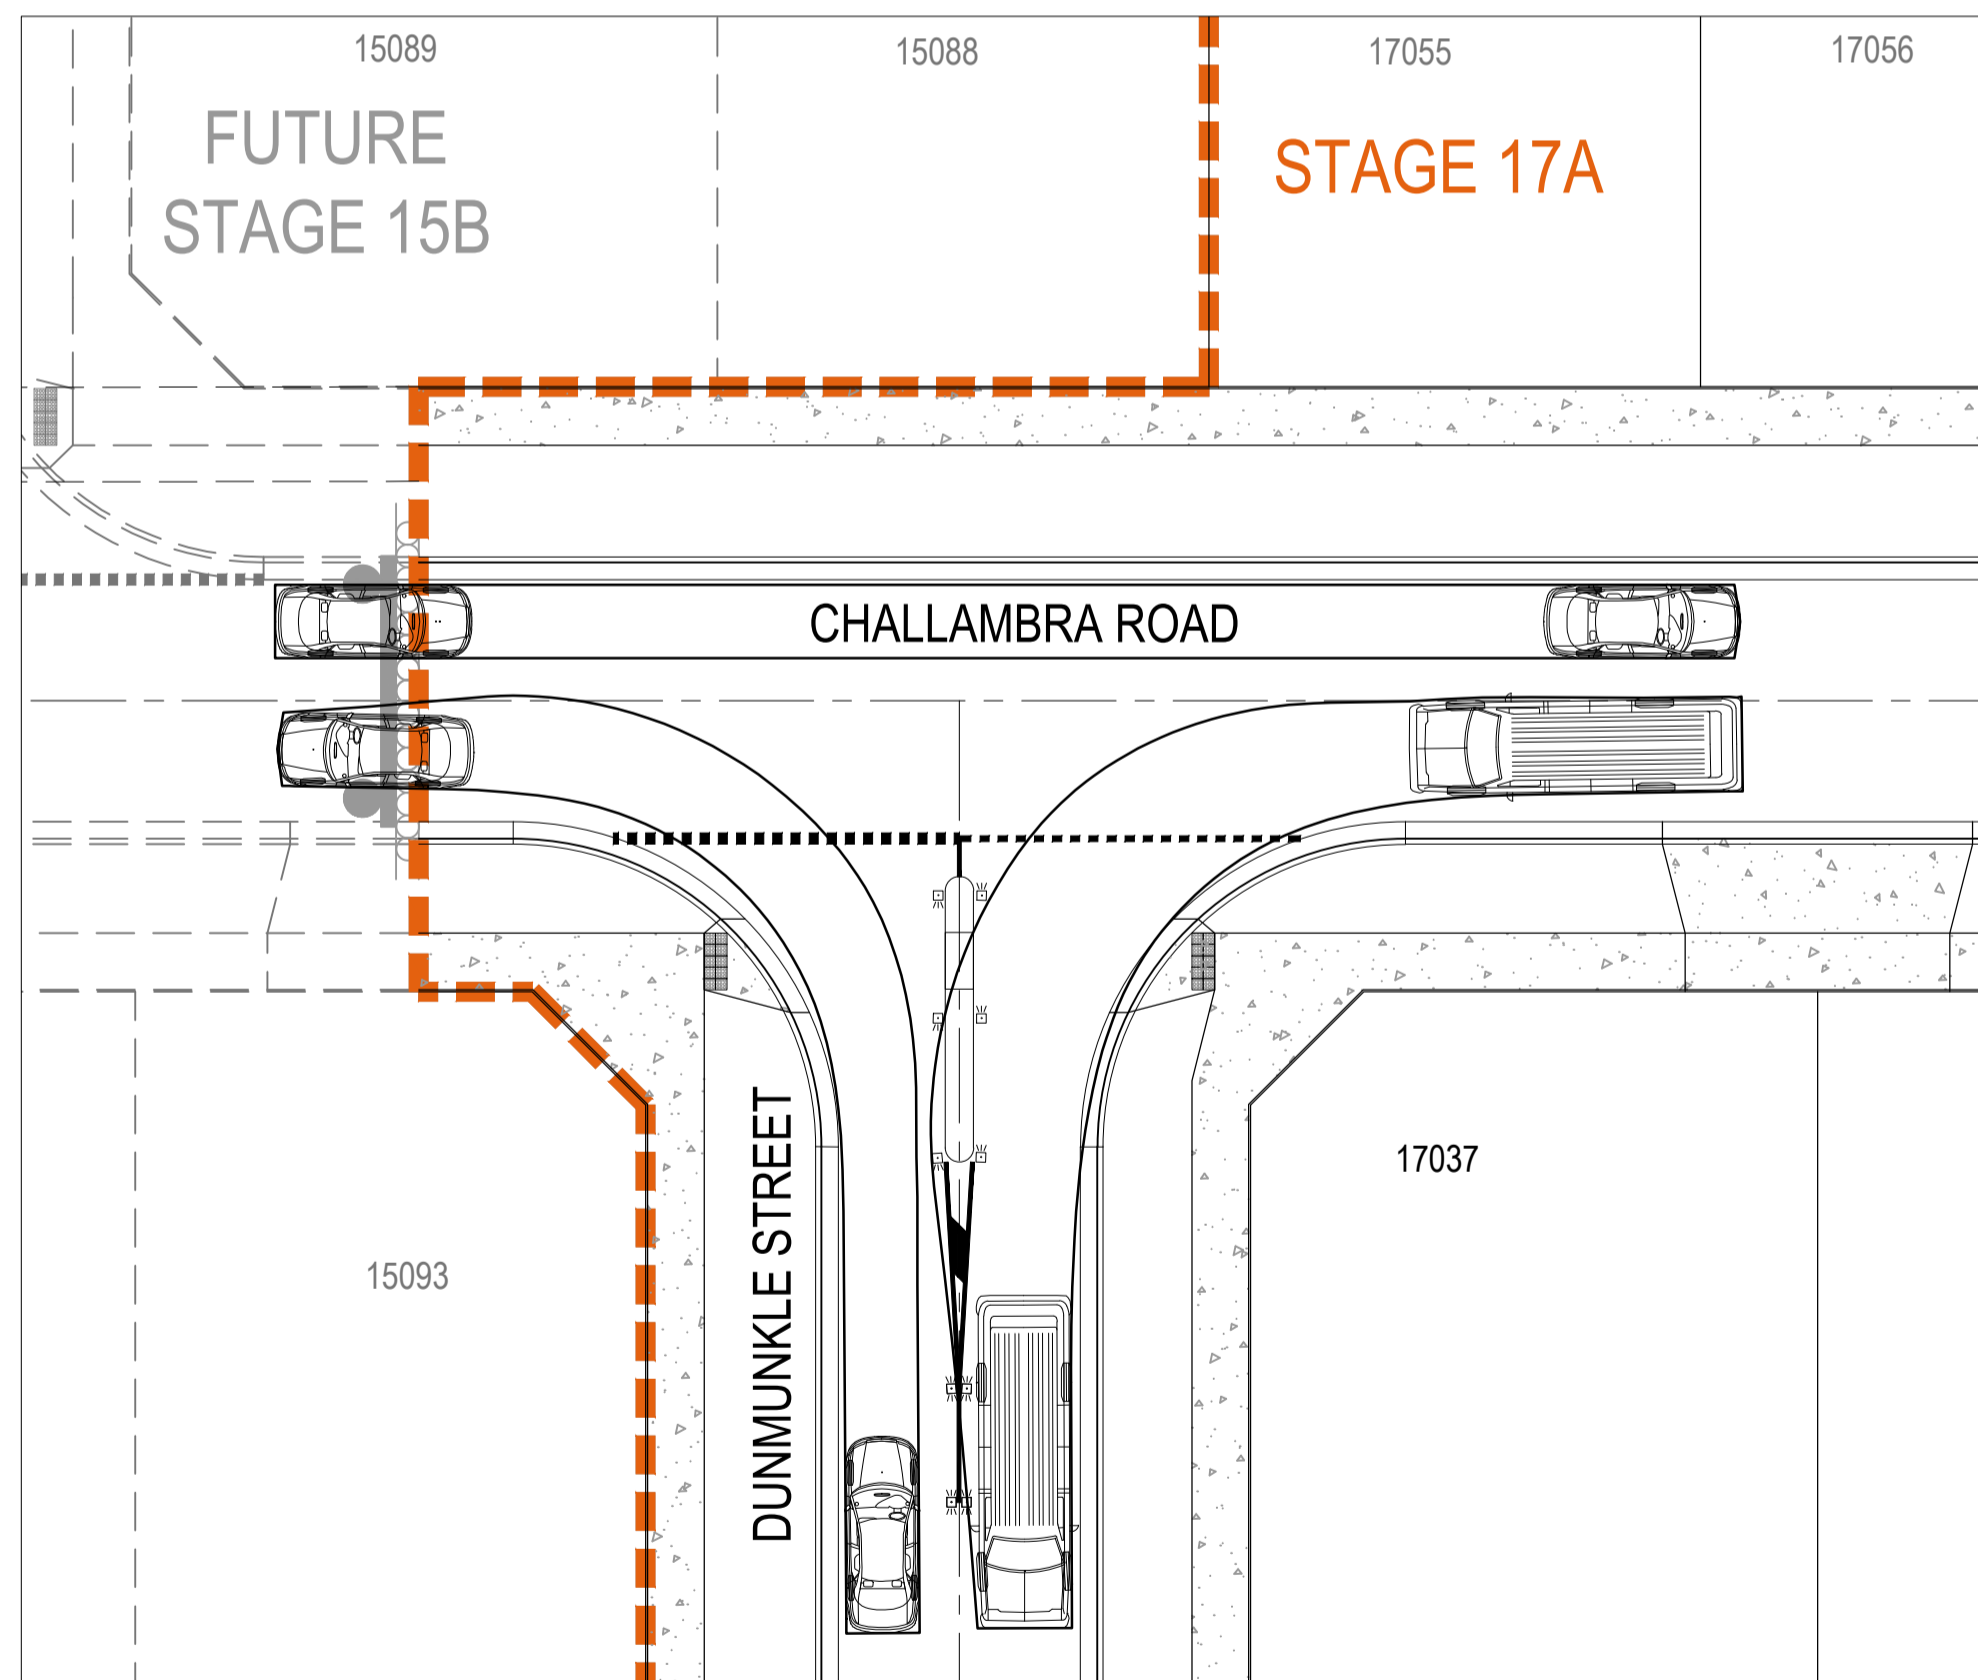 15089
15088
17055
17056
FUTURE
STAGE 15B
STAGE 17A
CHALLAMBRA ROAD
DUNMUNKLE STREET
17037
15093